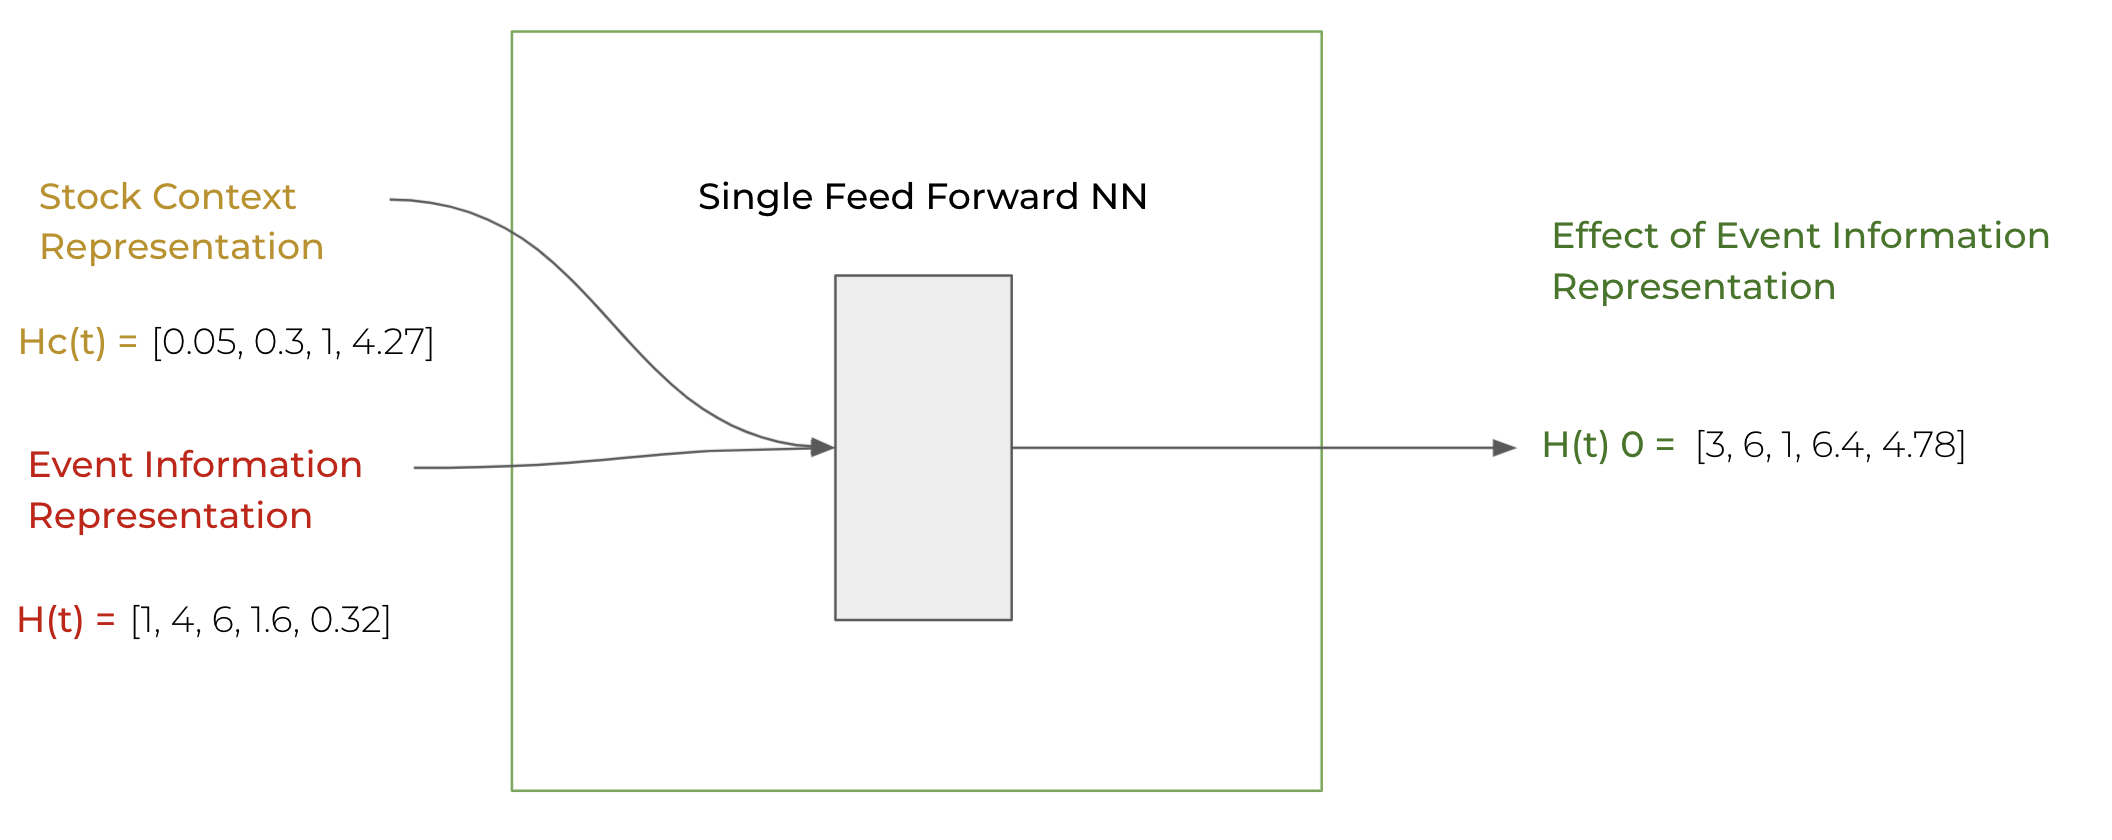 Stock Context
Representation
Hc(t) = [0.05, 0.3, 1, 4.27]
Event Information
Representation
H(t) = [1, 4, 6, 1.6, 0.32]
Single Feed Forward NN
Effect of Event Information
Representation
H(t) 0 = [3, 6, 1, 6.4, 4.78]